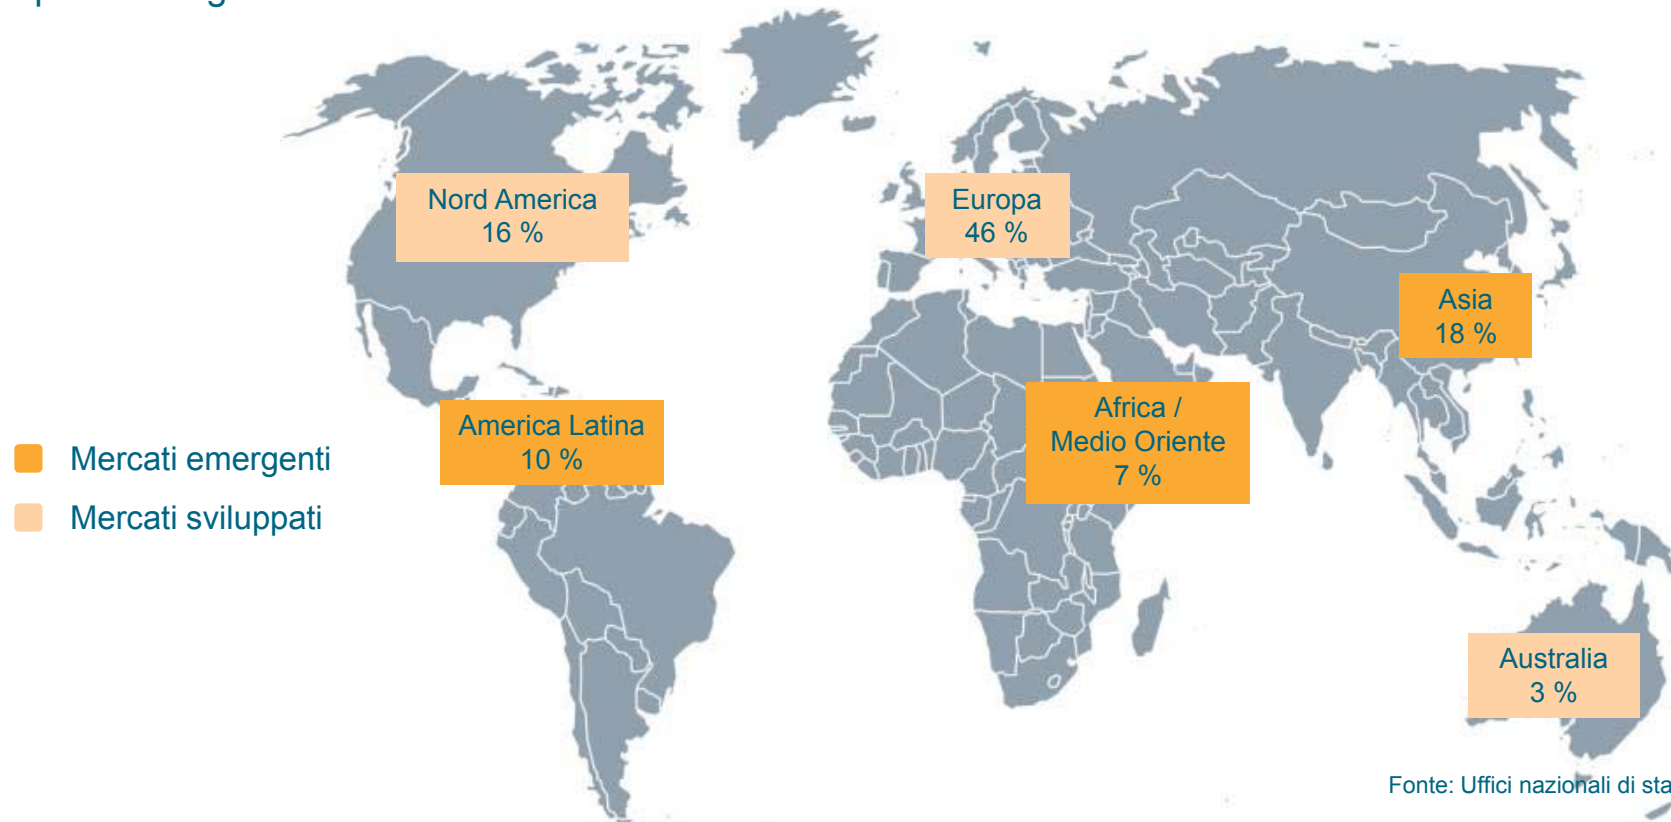 Nord America
16 %
Europa
46 %
Asia
18 %
America Latina
10 %
Africa /
Medio Oriente
7 %
Mercati emergenti
Mercati sviluppati
Australia
3 %
Fonte: Uffici nazionali di